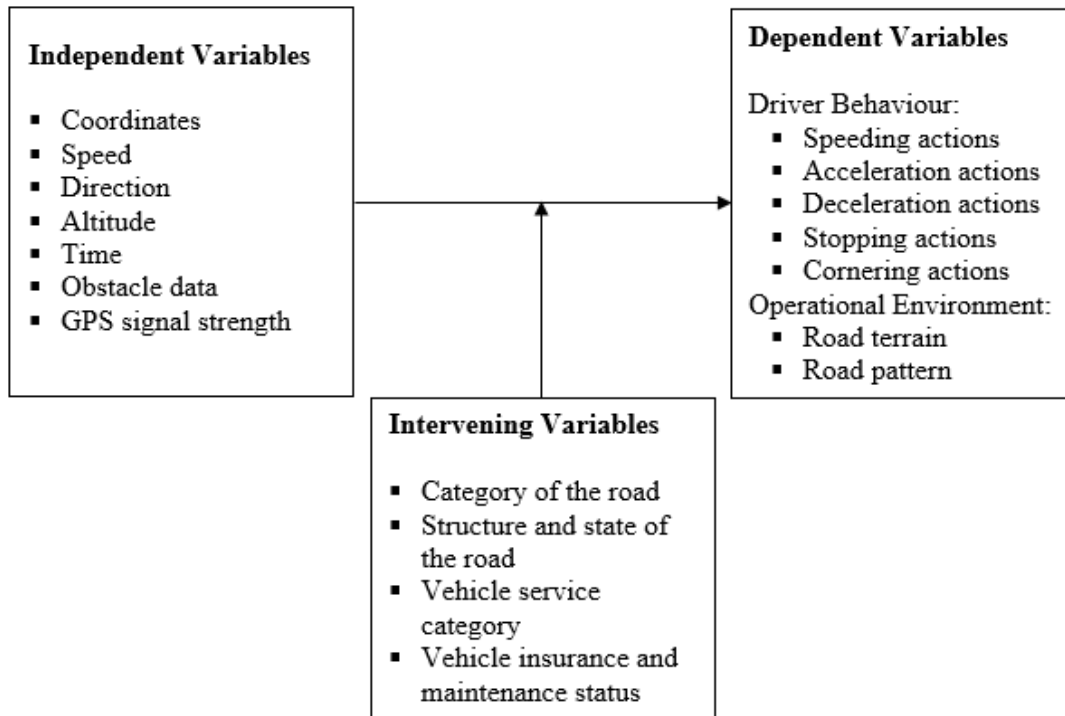 Independent Variables
▪ Coordinates
▪ Speed
▪ Direction
▪ Altitude
▪ Time
▪ Obstacle data
▪ GPS signal strength
Dependent Variables
Driver Behaviour:
▪ Speeding actions
▪ Acceleration actions
▪ Deceleration actions
▪ Stopping actions
▪ Cornering actions
Operational Environment:
▪ Road terrain
▪ Road pattern
Intervening Variables
▪ Category of the road
▪ Structure and state of
the road
▪ Vehicle service
category
▪ Vehicle insurance and
maintenance status